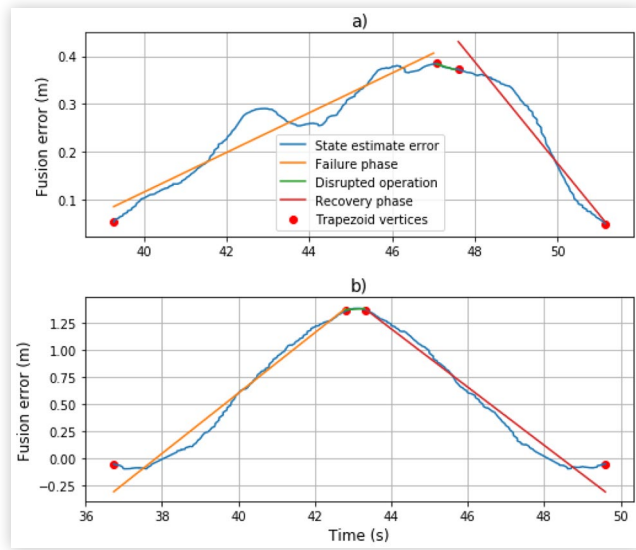 a)
Fusion error (m)
0.4
0.3
0.2
0.1
State estimate error
Failure phase
Disrupted operation
Recovery phase
Trapezoid vertices
40 42 44 46 48 50
b)
Fusion error (m)
1.25
1.00
0.75
0.50
0.25
0.00
−0.25
36 38 40 42 44 46 48 50
Time (s)